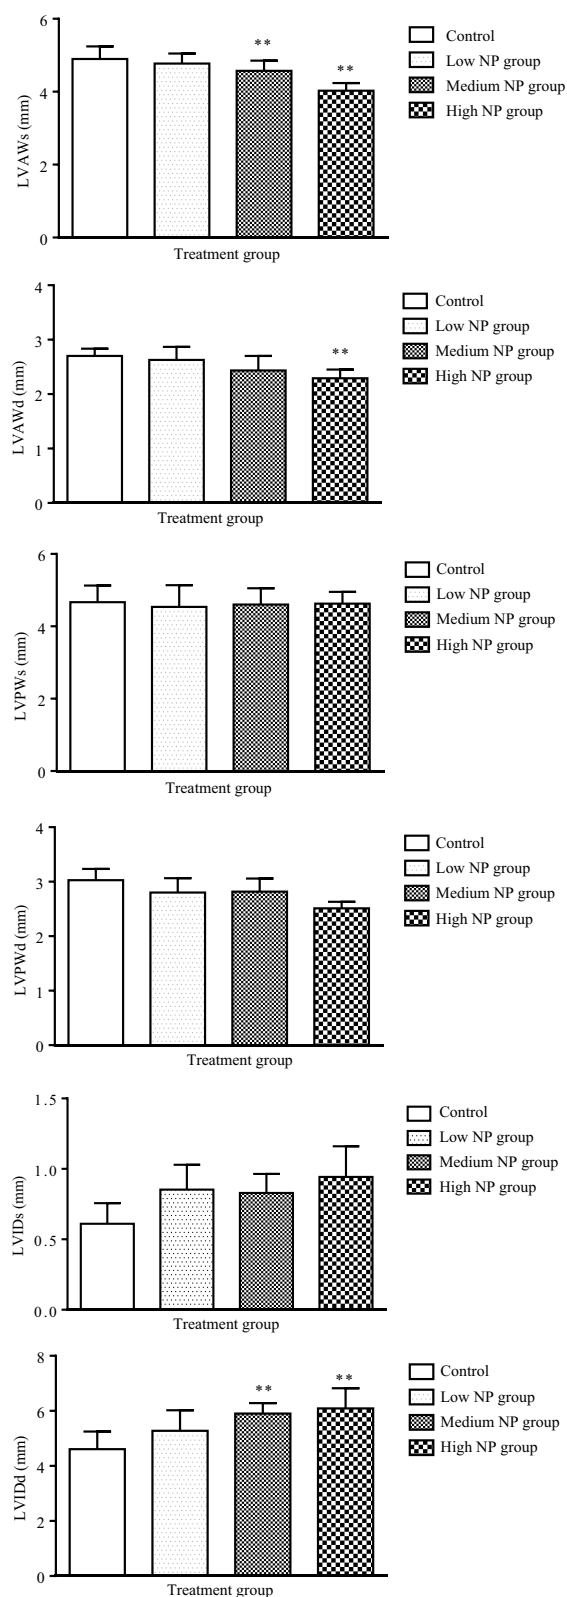 6
4
2
0
LVAWs (mm)
**
**
Treatment group
Control
Low NP group
Medium NP group
High NP group
4
3
2
1
0
LVAWd (mm)
**
Treatment group
Control
Low NP group
Medium NP group
High NP group
6
4
2
0
LVPWs (mm)
Treatment group
Control
Low NP group
Medium NP group
High NP group
4
3
2
1
0
LVPWd (mm)
Treatment group
Control
Low NP group
Medium NP group
High NP group
1.5
1.0
0.5
0.0
LVIDs (mm)
Treatment group
Control
Low NP group
Medium NP group
High NP group
8
6
4
2
0
LVIDd (mm)
**
**
Treatment group
Control
Low NP group
Medium NP group
High NP group